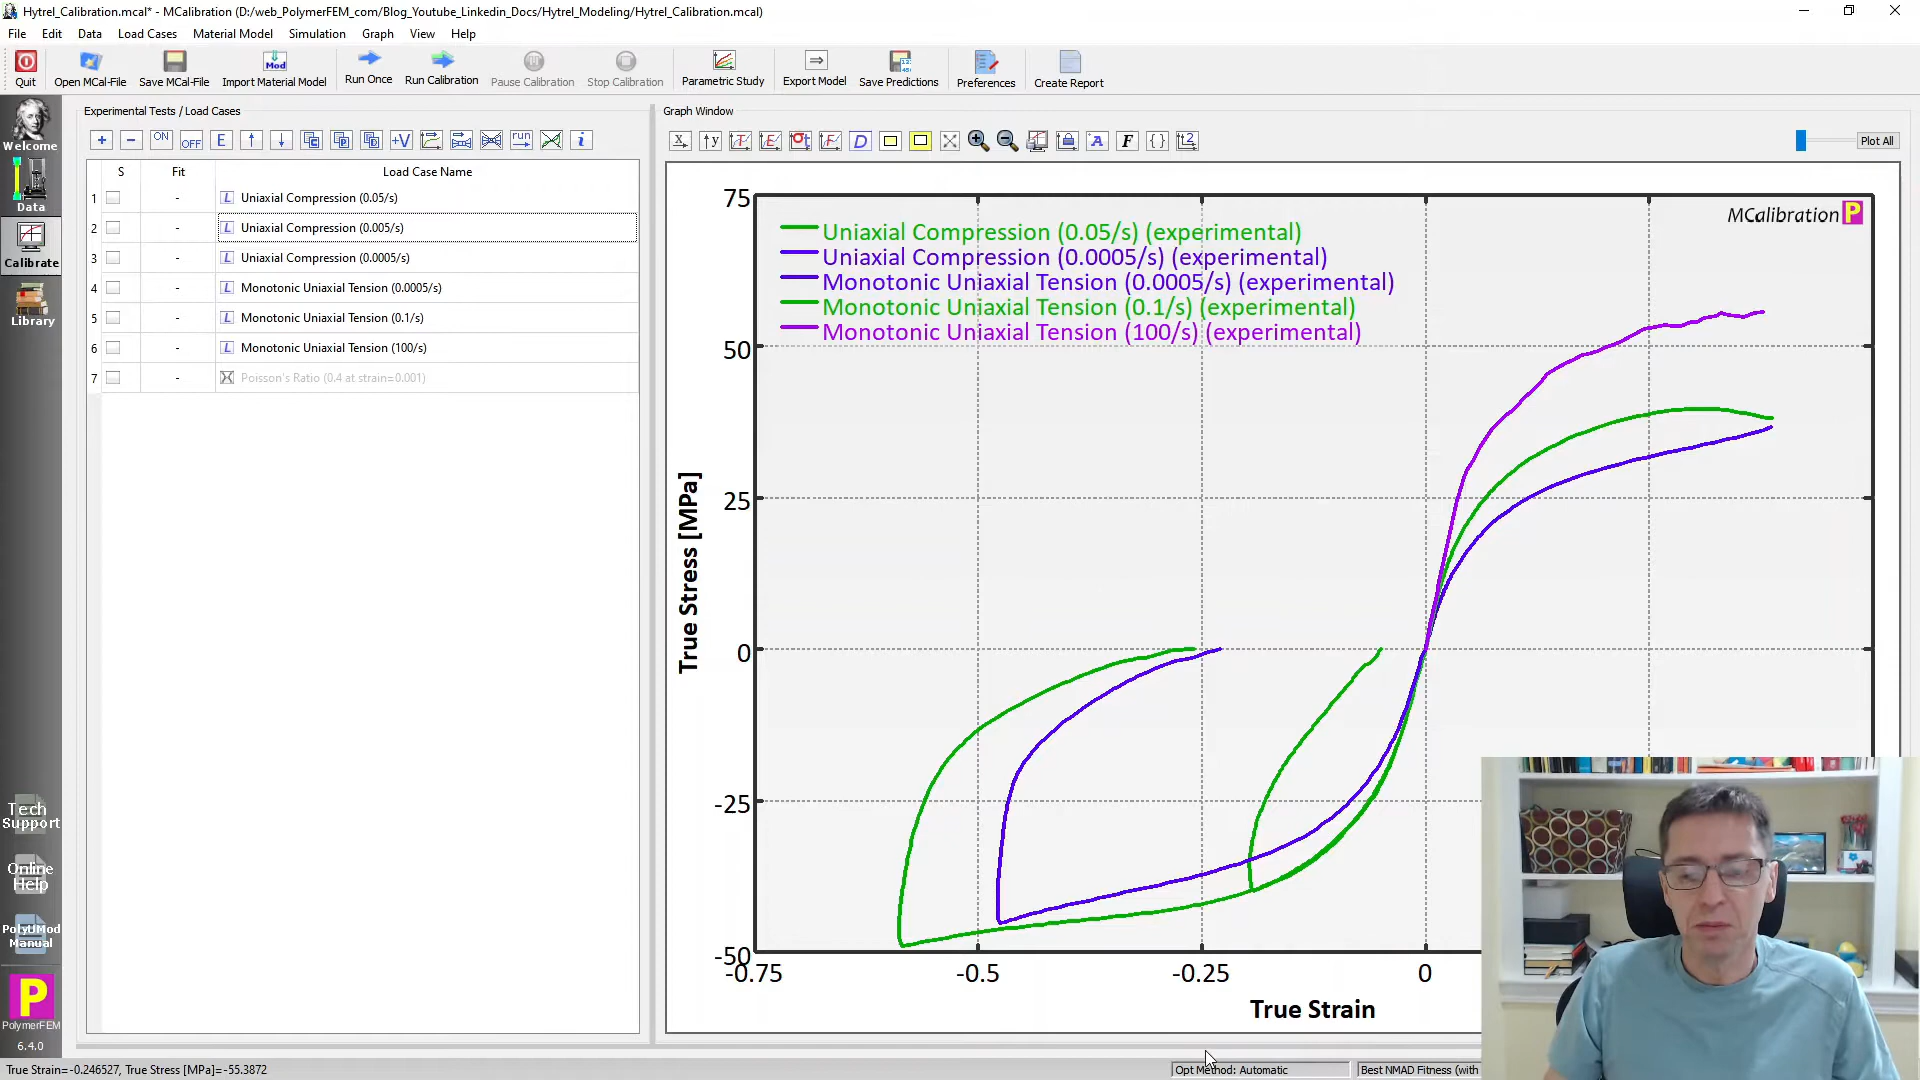 Hytrel_Calibration.mcal* - MCalibration (D:/web_PolymerFEM_com/Blog_Youtube_Linkedin_Docs/Hytrel_Modeling/Hytrel_Calibration.mcal)
File Edit Data Load Cases Material Model Simulation Graph View Help
Quit Open MCal-File Save MCal-File Import Material Model Run Once Run Calibration Pause Calibration Stop Calibration Parametric Study Export Model Save Predictions Preferences Create Report
Mod
Welcome
Data
Calibrate
Library
Tech
Support
Online
Help
PolyUMod
Manual
P
PolymerFEM
6.4.0
Experimental Tests / Load Cases
+ - ON OFF E +V run i
S Fit Load Case Name
1 - L Uniaxial Compression (0.05/s)
2 - L Uniaxial Compression (0.005/s)
3 - L Uniaxial Compression (0.0005/s)
4 - L Monotonic Uniaxial Tension (0.0005/s)
5 - L Monotonic Uniaxial Tension (0.1/s)
6 - L Monotonic Uniaxial Tension (100/s)
7 - Poisson's Ratio (0.4 at strain=0.001)
Graph Window
D A F { } Plot All
MCalibration P
Uniaxial Compression (0.05/s) (experimental)
Uniaxial Compression (0.0005/s) (experimental)
Monotonic Uniaxial Tension (0.0005/s) (experimental)
Monotonic Uniaxial Tension (0.1/s) (experimental)
Monotonic Uniaxial Tension (100/s) (experimental)
True Stress [MPa]
75
50
25
0
-25
-50
-0.75 -0.5 -0.25 0
True Strain
True Strain=-0.246527, True Stress [MPa]=-55.3872
Opt Method: Automatic
Best NMAD Fitness (with